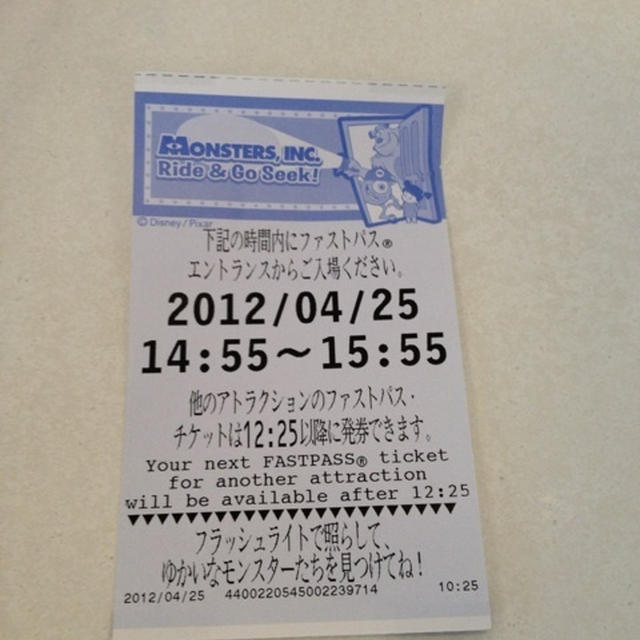 MONSTERS, INC.
Ride & Go Seek!
© Disney / Pixar
下記の時間内にファストパス®
エントランスからご入場ください。
2012/04/25
14:55～15:55
他のアトラクションのファストパス・
チケットは12:25以降に発券できます。
Your next FASTPASS® ticket
for another attraction
will be available after 12:25
▼▼▼▼▼▼▼▼▼▼▼▼▼▼▼▼▼▼▼▼▼▼▼▼
フラッシュライトで照らして、
ゆかいなモンスターたちを見つけてね！
2012/04/25 4400220545002239714 10:25